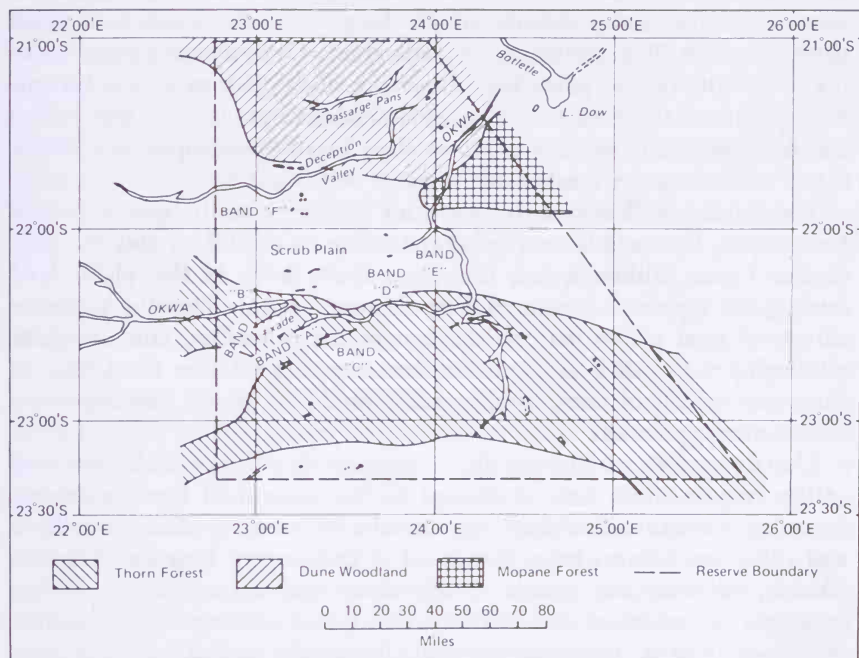 22°00'E 23°00'E 24°00'E 25°00'E 26°00'E
21°00'S 21°00'S
Botletle
L. Dow
Passarge Pans
OKWA
Deception
Valley
22°00'S 22°00'S
BAND "F"
Scrub Plain
BAND "E"
BAND "D"
BAND "B"
OKWA
Xade
BAND "A"
BAND "C"
23°00'S 23°00'S
23°30'S 23°30'S
22°00'E 23°00'E 24°00'E 25°00'E 26°00'E
Thorn Forest Dune Woodland Mopane Forest Reserve Boundary
0 10 20 30 40 50 60 70 80
Miles